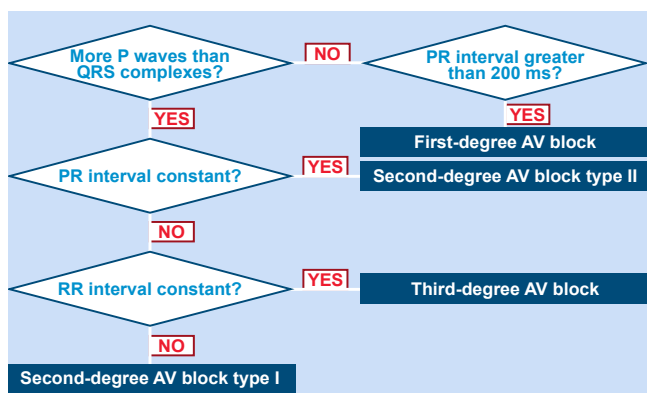 More P waves than
QRS complexes?
NO
PR interval greater
than 200 ms?
YES
YES
First-degree AV block
PR interval constant?
YES
Second-degree AV block type II
NO
RR interval constant?
YES
Third-degree AV block
NO
Second-degree AV block type I